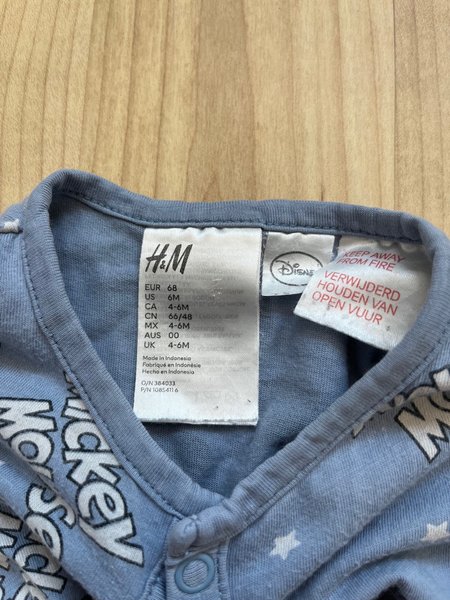 H&M
EUR 68
US 6M
CA 4-6M
CN 66/48
MX 4-6M
AUS 00
UK 4-6M
Made in Indonesia
Fabriqué en Indonésie
Hecho en Indonesia
O/N 384033
P/N 1085411 6
Disney
KEEP AWAY
FROM FIRE
VERWIJDERD
HOUDEN VAN
OPEN VUUR
Mickey
Mouse